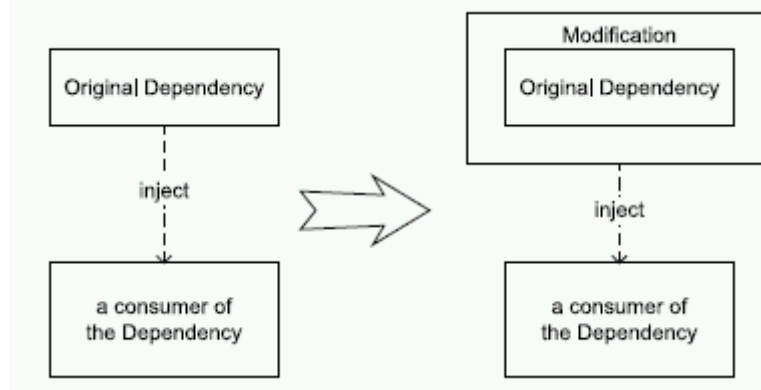 Original Dependency
inject
a consumer of
the Dependency
Modification
Original Dependency
inject
a consumer of
the Dependency